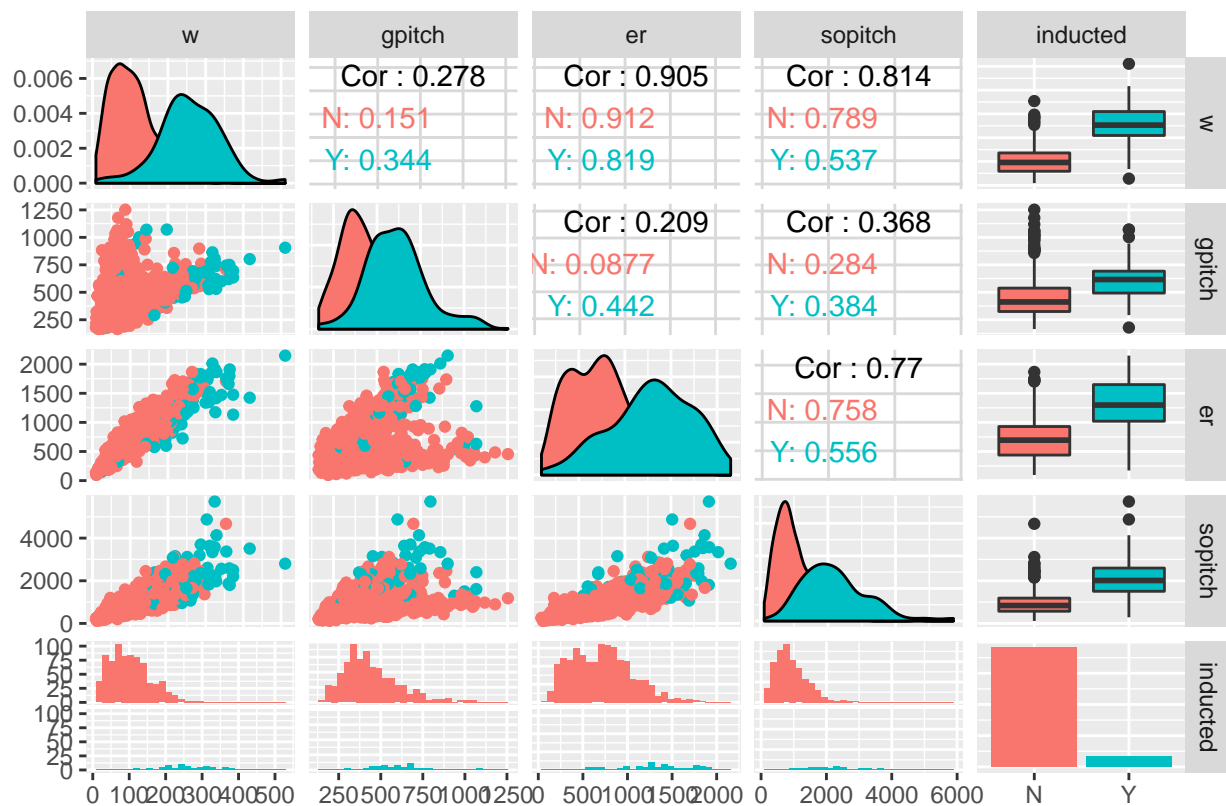 w gpitch er sopitch inducted
0.006
0.004
0.002
0.000
Cor : 0.278
N: 0.151
Y: 0.344
Cor : 0.905
N: 0.912
Y: 0.819
Cor : 0.814
N: 0.789
Y: 0.537
w
1250
1000
750
500
250
Cor : 0.209
N: 0.0877
Y: 0.442
Cor : 0.368
N: 0.284
Y: 0.384
gpitch
2000
1500
1000
500
0
Cor : 0.77
N: 0.758
Y: 0.556
er
4000
2000
0
sopitch
100
75
50
25
0
100
75
50
25
0
inducted
0 100 200 300 400 500 250 500 750 1000 1250 0 500 1000 1500 2000 0 2000 4000 6000 N Y